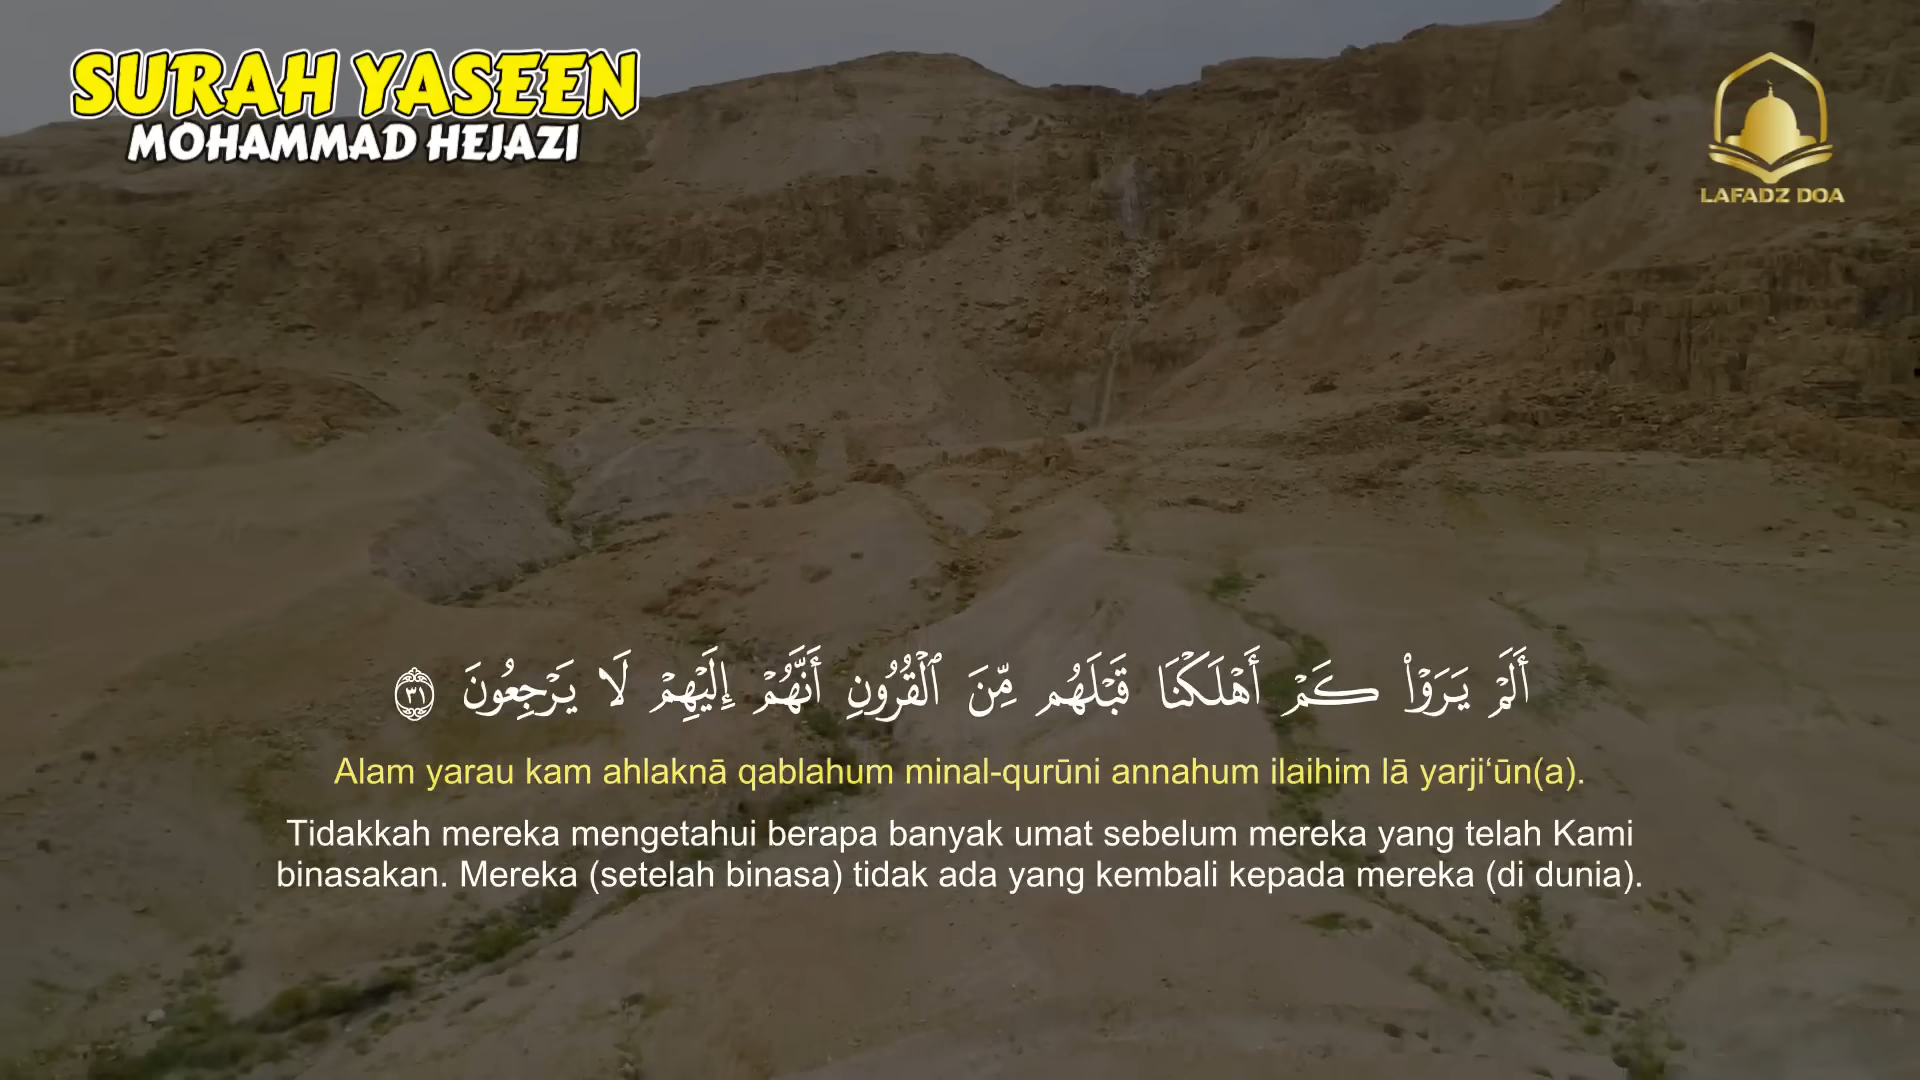 SURAH YASEEN
MOHAMMAD HEJAZI
LAFADZ DOA
أَلَمْ يَرَوْا۟ كَمْ أَهْلَكْنَا قَبْلَهُم مِّنَ ٱلْقُرُونِ أَنَّهُمْ إِلَيْهِمْ لَا يَرْجِعُونَ ٣١
Alam yarau kam ahlaknā qablahum minal-qurūni annahum ilaihim lā yarji‘ūn(a).
Tidakkah mereka mengetahui berapa banyak umat sebelum mereka yang telah Kami
binasakan. Mereka (setelah binasa) tidak ada yang kembali kepada mereka (di dunia).